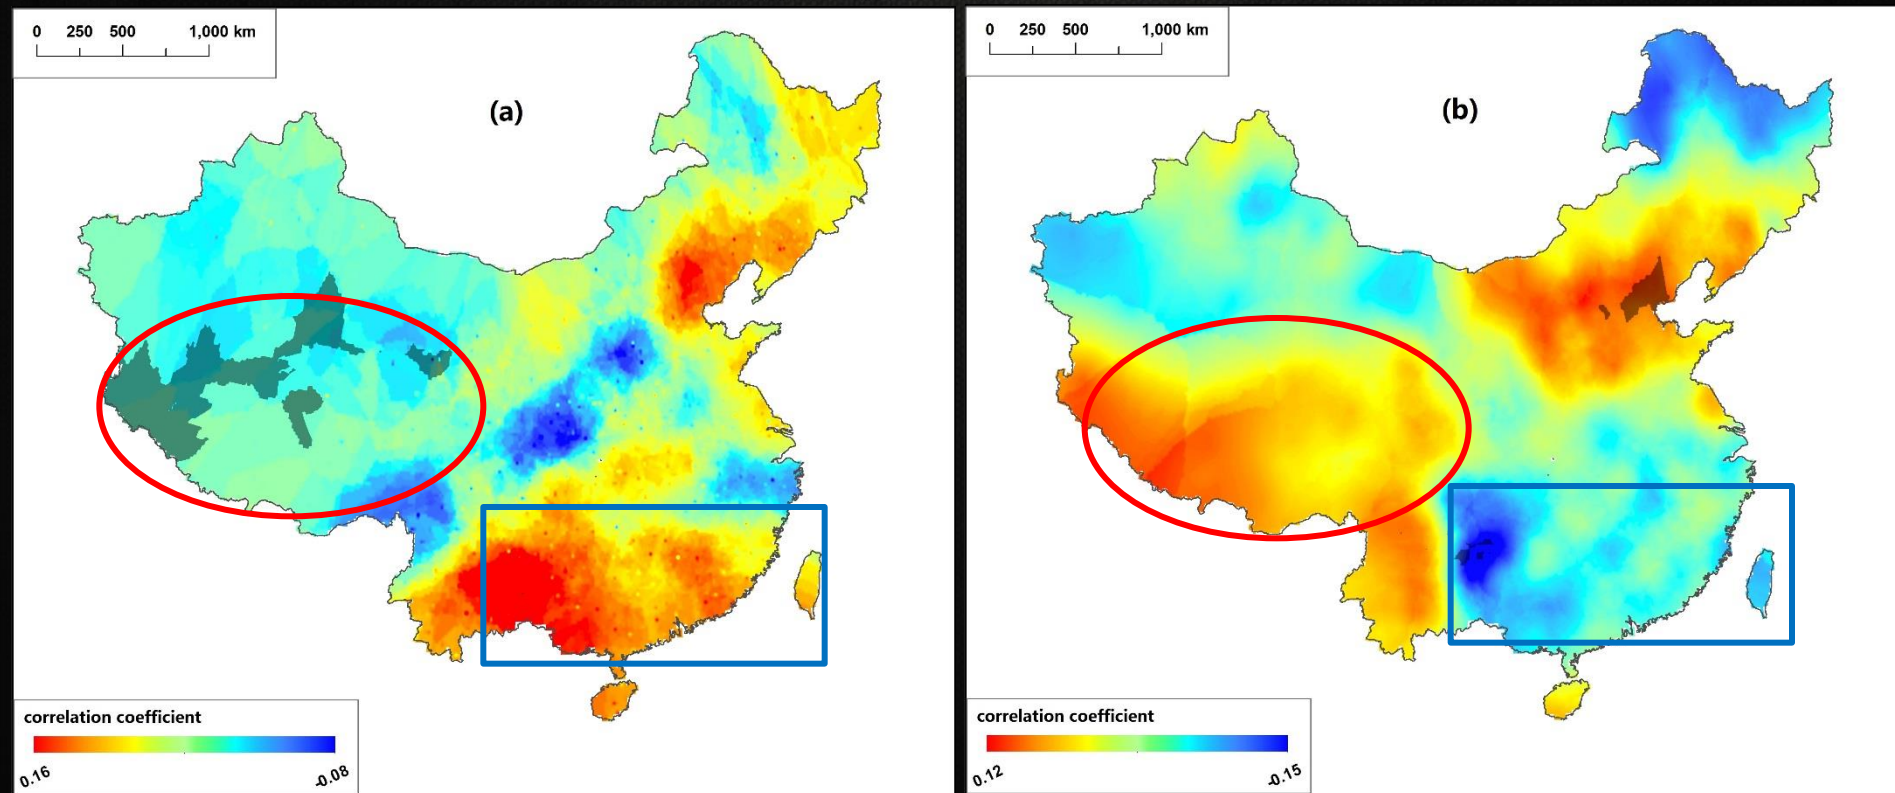 0 250 500 1,000 km
(a)
correlation coefficient
0.16 -0.08
0 250 500 1,000 km
(b)
correlation coefficient
0.12 -0.15